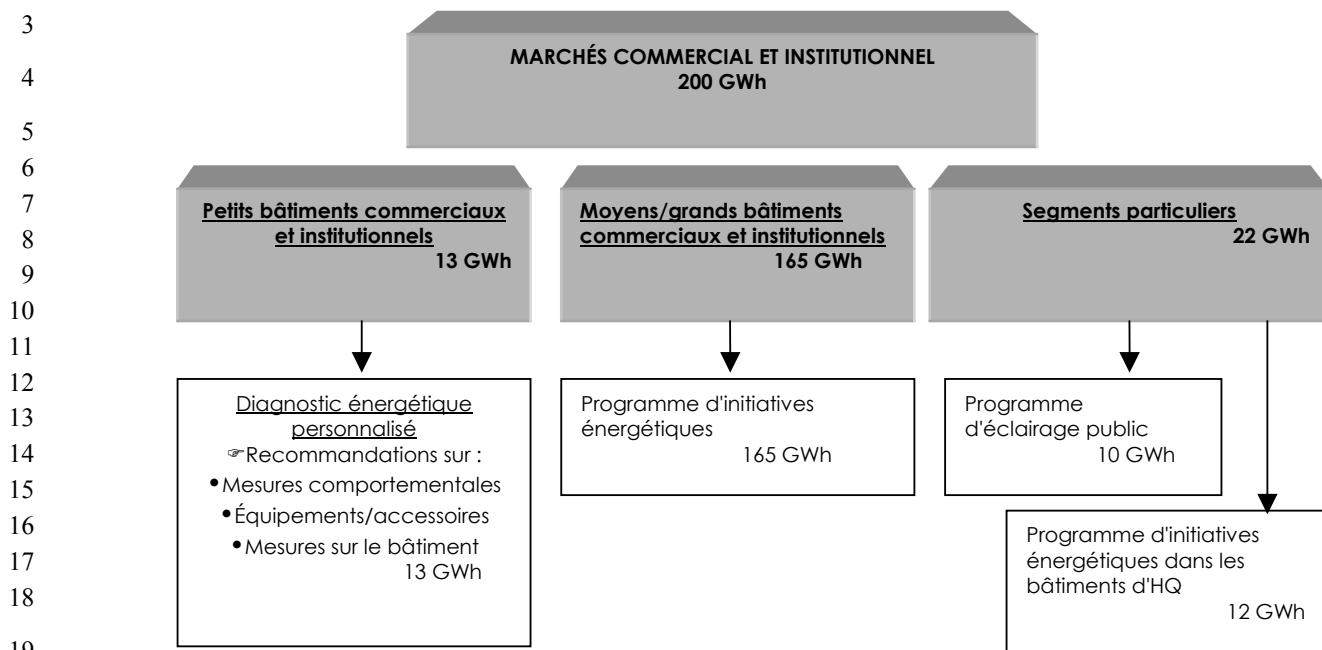 3
MARCHÉS COMMERCIAL ET INSTITUTIONNEL
4
200 GWh
5
6
7
Petits bâtiments commerciaux
et institutionnels
13 GWh
Moyens/grands bâtiments
commerciaux et institutionnels
165 GWh
Segments particuliers
22 GWh
8
9
10
11
12
Diagnostic énergétique
personnalisé
☞Recommandations sur :
•Mesures comportementales
•Équipements/accessoires
•Mesures sur le bâtiment
13 GWh
Programme d'initiatives
énergétiques
165 GWh
Programme
d'éclairage public
10 GWh
13
14
15
16
Programme d'initiatives
énergétiques dans les
bâtiments d'HQ
12 GWh
17
18
19